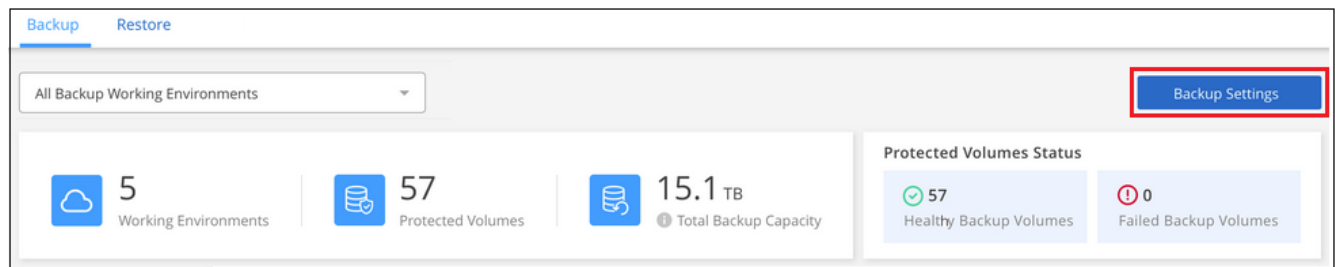 Backup Restore
All Backup Working Environments
Backup Settings
5
Working Environments
57
Protected Volumes
15.1 TB
Total Backup Capacity
Protected Volumes Status
57
Healthy Backup Volumes
0
Failed Backup Volumes